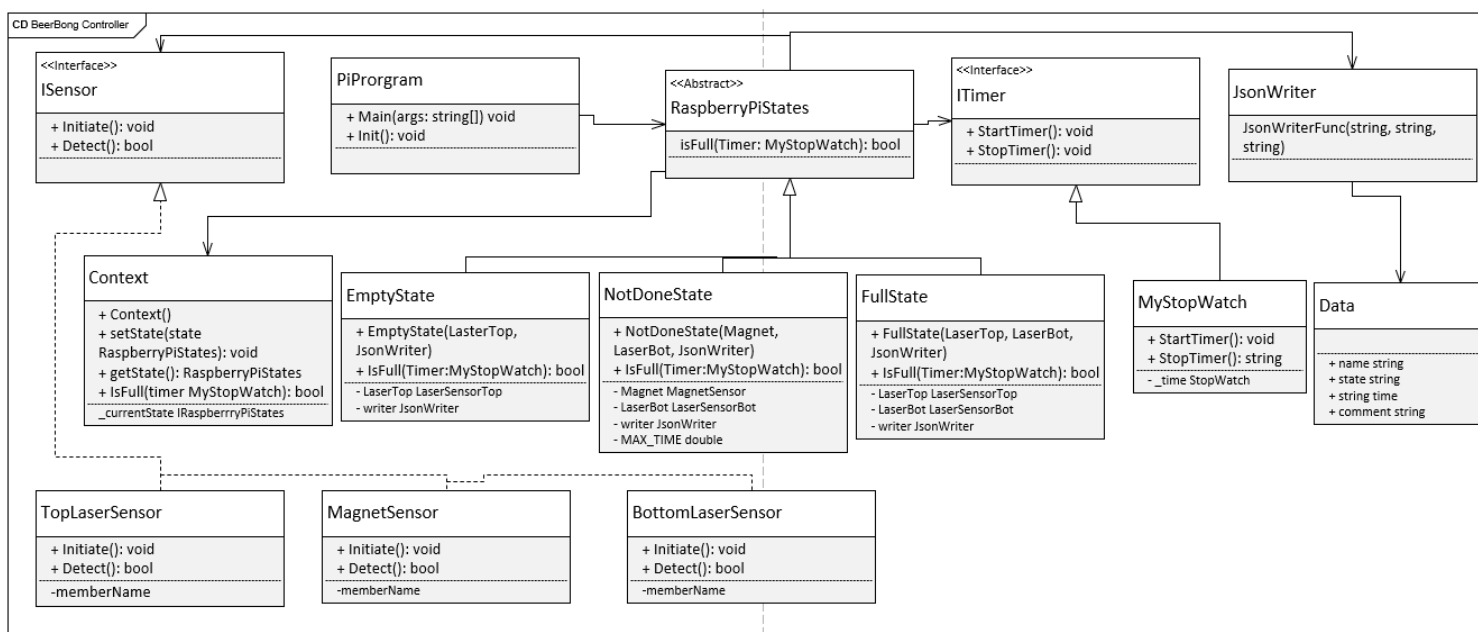 CD BeerBong Controller
<<Interface>>
ISensor
+ Initiate(): void
+ Detect(): bool
PiProrgram
+ Main(args: string[]) void
+ Init(): void
<<Abstract>>
RaspberryPiStates
isFull(Timer: MyStopWatch): bool
<<Interface>>
ITimer
+ StartTimer(): void
+ StopTimer(): void
JsonWriter
JsonWriterFunc(string, string,
string)
Context
+ Context()
+ setState(state
RaspberryPiStates): void
+ getState(): RaspberryPiStates
+ IsFull(timer MyStopWatch): bool
_currentState IRaspberrryPiStates
EmptyState
+ EmptyState(LasterTop,
JsonWriter)
+ IsFull(Timer:MyStopWatch): bool
- LaserTop LaserSensorTop
- writer JsonWriter
NotDoneState
+ NotDoneState(Magnet,
LaserBot, JsonWriter)
+ IsFull(Timer:MyStopWatch): bool
- Magnet MagnetSensor
- LaserBot LaserSensorBot
- writer JsonWriter
- MAX_TIME double
FullState
+ FullState(LaserTop, LaserBot,
JsonWriter)
+ IsFull(Timer:MyStopWatch): bool
- LaserTop LaserSensorTop
- LaserBot LaserSensorBot
- writer JsonWriter
MyStopWatch
+ StartTimer(): void
+ StopTimer(): string
- _time StopWatch
Data
+ name string
+ state string
+ string time
+ comment string
TopLaserSensor
+ Initiate(): void
+ Detect(): bool
-memberName
MagnetSensor
+ Initiate(): void
+ Detect(): bool
-memberName
BottomLaserSensor
+ Initiate(): void
+ Detect(): bool
-memberName